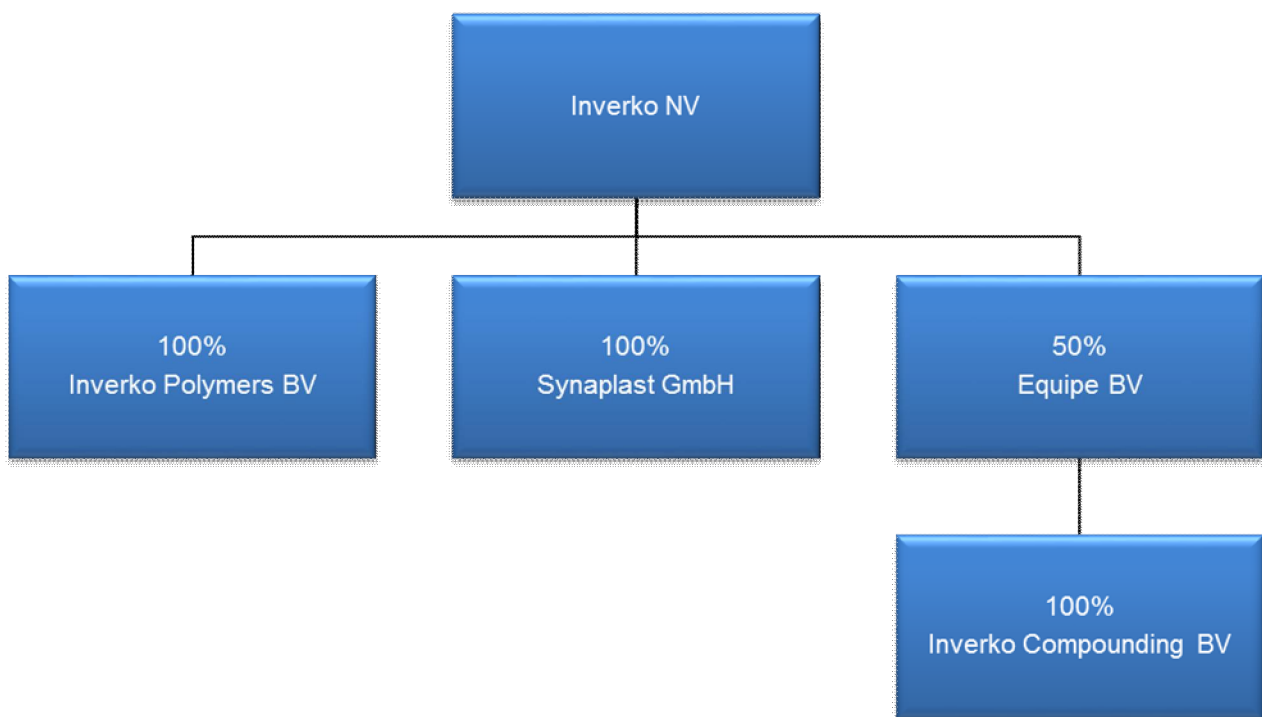 Inverko NV
100%
Inverko Polymers BV
100%
Synaplast GmbH
50%
Equipe BV
100%
Inverko Compounding BV